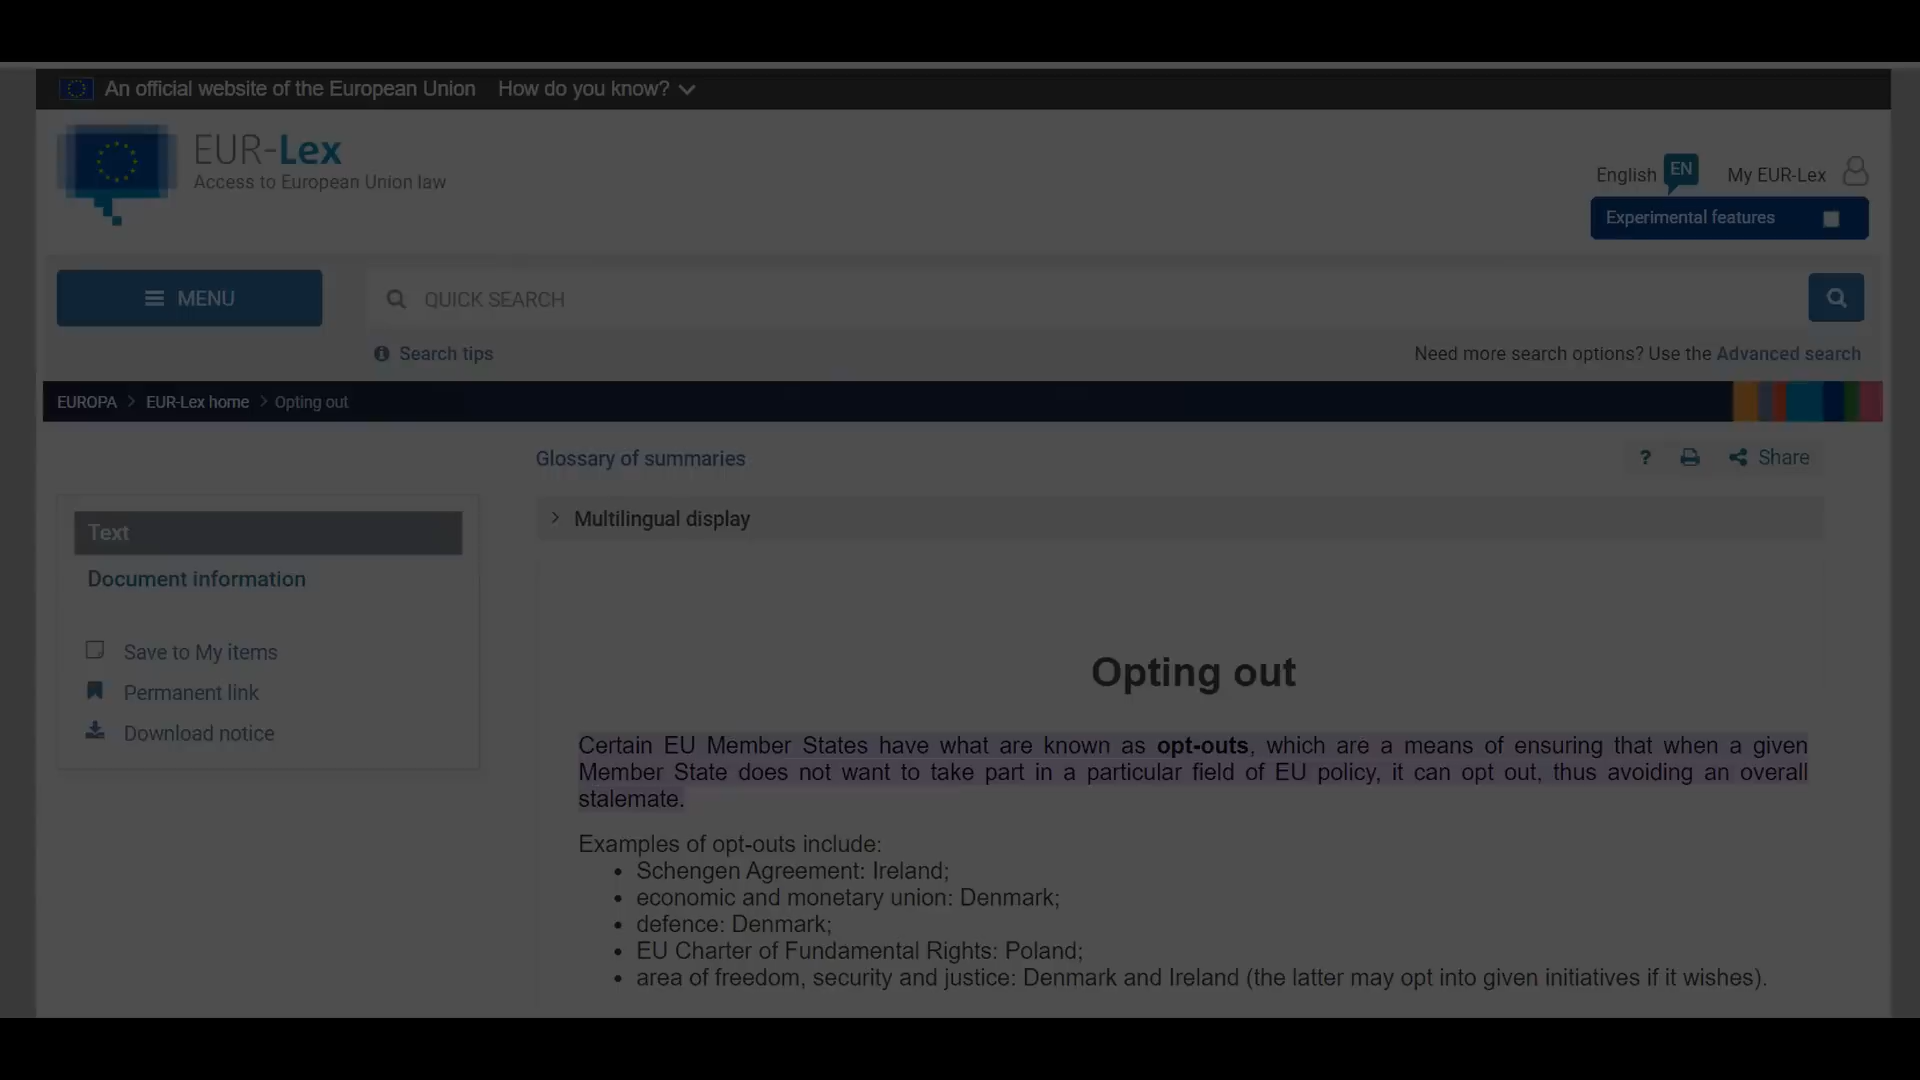 An official website of the European Union How do you know?
EUR-Lex
Access to European Union law
English EN My EUR-Lex
Experimental features
MENU
QUICK SEARCH
Search tips
Need more search options? Use the Advanced search
EUROPA > EUR-Lex home > Opting out
Glossary of summaries
? Share
Text
Multilingual display
Document information
Save to My items
Permanent link
Download notice
Opting out
Certain EU Member States have what are known as opt-outs, which are a means of ensuring that when a given
Member State does not want to take part in a particular field of EU policy, it can opt out, thus avoiding an overall
stalemate.
Examples of opt-outs include:
• Schengen Agreement: Ireland;
• economic and monetary union: Denmark;
• defence: Denmark;
• EU Charter of Fundamental Rights: Poland;
• area of freedom, security and justice: Denmark and Ireland (the latter may opt into given initiatives if it wishes).